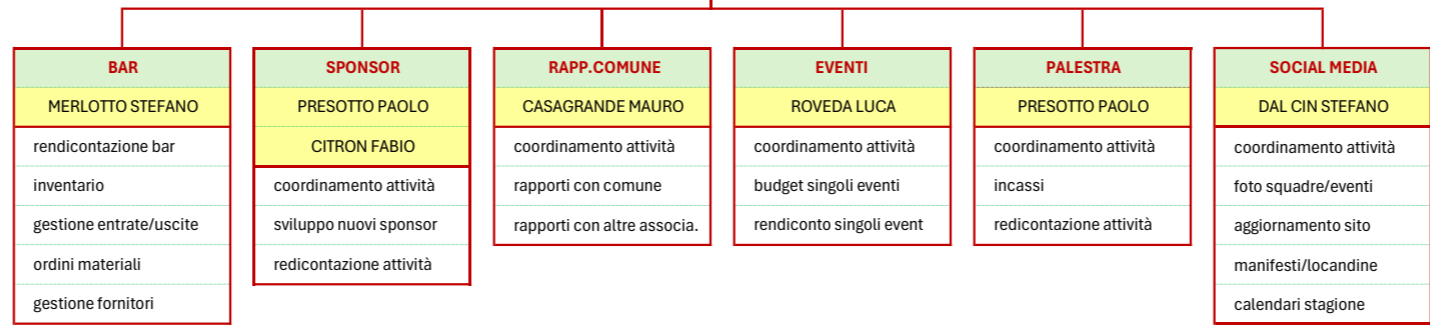 BAR
MERLOTTO STEFANO
rendicontazione bar
inventario
gestione entrate/uscite
ordini materiali
gestione fornitori
SPONSOR
PRESOTTO PAOLO
CITRON FABIO
coordinamento attività
sviluppo nuovi sponsor
redicontazione attività
RAPP.COMUNE
CASAGRANDE MAURO
coordinamento attività
rapporti con comune
rapporti con altre associa.
EVENTI
ROVEDA LUCA
coordinamento attività
budget singoli eventi
rendiconto singoli event
PALESTRA
PRESOTTO PAOLO
coordinamento attività
incassi
redicontazione attività
SOCIAL MEDIA
DAL CIN STEFANO
coordinamento attività
foto squadre/eventi
aggiornamento sito
manifesti/locandine
calendari stagione